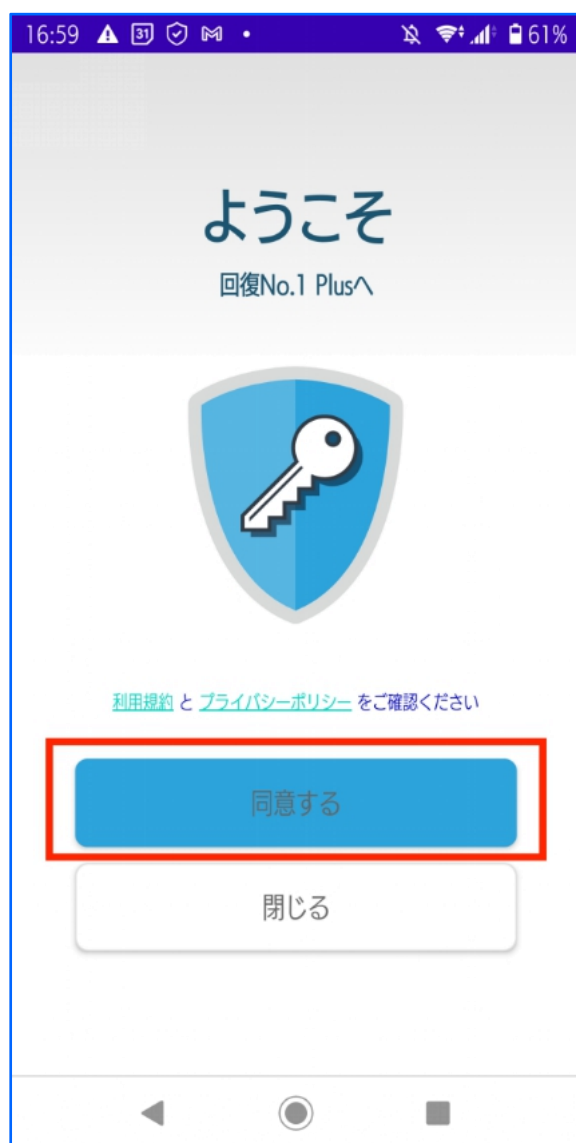 16:59 31 61%
ようこそ
回復No.1 Plusへ
利用規約 と プライバシーポリシー をご確認ください
同意する
閉じる